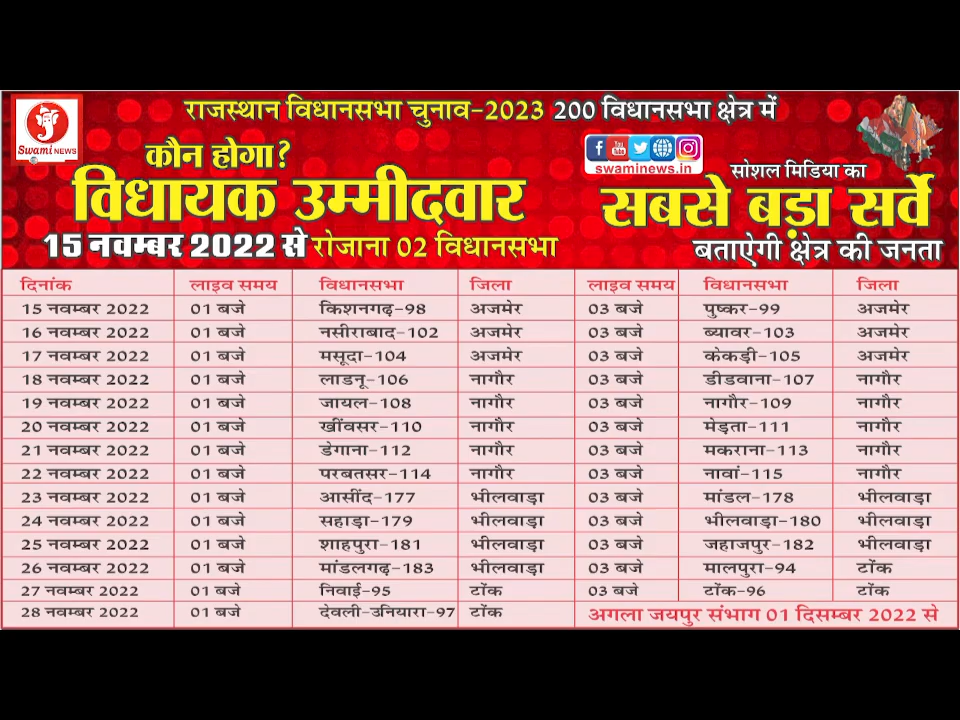 राजस्थान विधानसभा चुनाव-2023 200 विधानसभा क्षेत्र में
Swami NEWS
कौन होगा?
विधायक उम्मीदवार
15 नवम्बर 2022 से रोजाना 02 विधानसभा
You Tube
swaminews.in
सोशल मिडिया का
सबसे बड़ा सर्वे
बताऐगी क्षेत्र की जनता
दिनांक लाइव समय विधानसभा जिला लाइव समय विधानसभा जिला
15 नवम्बर 2022 01 बजे किशनगढ़-98 अजमेर 03 बजे पुष्कर-99 अजमेर
16 नवम्बर 2022 01 बजे नसीराबाद-102 अजमेर 03 बजे ब्यावर-103 अजमेर
17 नवम्बर 2022 01 बजे मसूदा-104 अजमेर 03 बजे केकड़ी-105 अजमेर
18 नवम्बर 2022 01 बजे लाडनू-106 नागौर 03 बजे डीडवाना-107 नागौर
19 नवम्बर 2022 01 बजे जायल-108 नागौर 03 बजे नागौर-109 नागौर
20 नवम्बर 2022 01 बजे खींवसर-110 नागौर 03 बजे मेड़ता-111 नागौर
21 नवम्बर 2022 01 बजे डेगाना-112 नागौर 03 बजे मकराना-113 नागौर
22 नवम्बर 2022 01 बजे परबतसर-114 नागौर 03 बजे नावां-115 नागौर
23 नवम्बर 2022 01 बजे आसींद-177 भीलवाड़ा 03 बजे मांडल-178 भीलवाड़ा
24 नवम्बर 2022 01 बजे सहाड़ा-179 भीलवाड़ा 03 बजे भीलवाड़ा-180 भीलवाड़ा
25 नवम्बर 2022 01 बजे शाहपुरा-181 भीलवाड़ा 03 बजे जहाजपुर-182 भीलवाड़ा
26 नवम्बर 2022 01 बजे मांडलगढ़-183 भीलवाड़ा 03 बजे मालपुरा-94 टोंक
27 नवम्बर 2022 01 बजे निवाई-95 टोंक 03 बजे टोंक-96 टोंक
28 नवम्बर 2022 01 बजे देवली-उनियारा-97 टोंक अगला जयपुर संभाग 01 दिसम्बर 2022 से